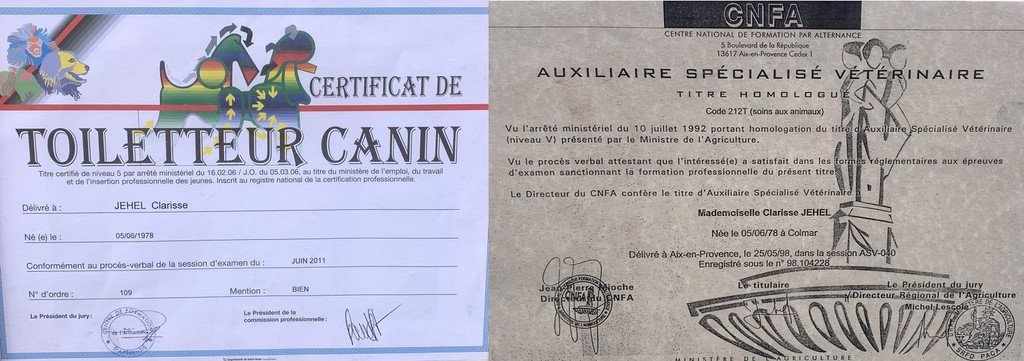 CERTIFICAT DE
TOILETTEUR CANIN
Titre certifié de niveau 5 par arrêté ministériel du 16.02.06 / J.O. du 05.03.06, au titre du ministère de l'emploi, du travail
et de l'insertion professionnelle des jeunes. Inscrit au registre national de la certification professionnelle.
Délivré à : JEHEL Clarisse
Né (e) le : 05/06/1978
Conformément au procès-verbal de la session d'examen du : JUIN 2011
N° d'ordre : 109 Mention : BIEN
Le Président du jury : Le Président de la
commission professionnelle :
CNFA
CENTRE NATIONAL DE FORMATION PAR ALTERNANCE
5 Boulevard de la République
13617 Aix-en-Provence Cedex 1
AUXILIAIRE SPÉCIALISÉ VÉTÉRINAIRE
TITRE HOMOLOGUÉ
Code 212T (soins aux animaux)
Vu l'arrêté ministériel du 10 juillet 1992 portant homologation du titre d'Auxiliaire Spécialisé Vétérinaire
(niveau V) présenté par le Ministre de l'Agriculture.
Vu le procès verbal attestant que l'intéressé(e) a satisfait dans les formes réglementaires aux épreuves
d'examen sanctionnant la formation professionnelle du présent titre
Le Directeur du CNFA confère le titre d'Auxiliaire Spécialisé Vétérinaire
Mademoiselle Clarisse JEHEL
Née le 05/06/78 à Colmar
Délivré à Aix-en-Provence, le 25/05/98, dans la session ASV-040
Enregistré sous le n° 98.104228
Jean-Pierre Mioche
Directeur du CNFA
Le titulaire
Le Président du jury
Directeur Régional de l'Agriculture
Michel Lescole
MINISTÈRE DE L'AGRICULTURE
SRFD PACA